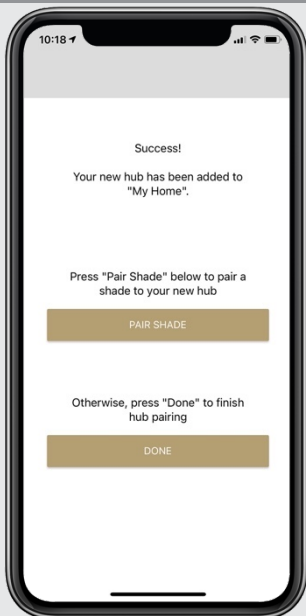 10:18
Success!
Your new hub has been added to
"My Home".
Press "Pair Shade" below to pair a
shade to your new hub
PAIR SHADE
Otherwise, press "Done" to finish
hub pairing
DONE